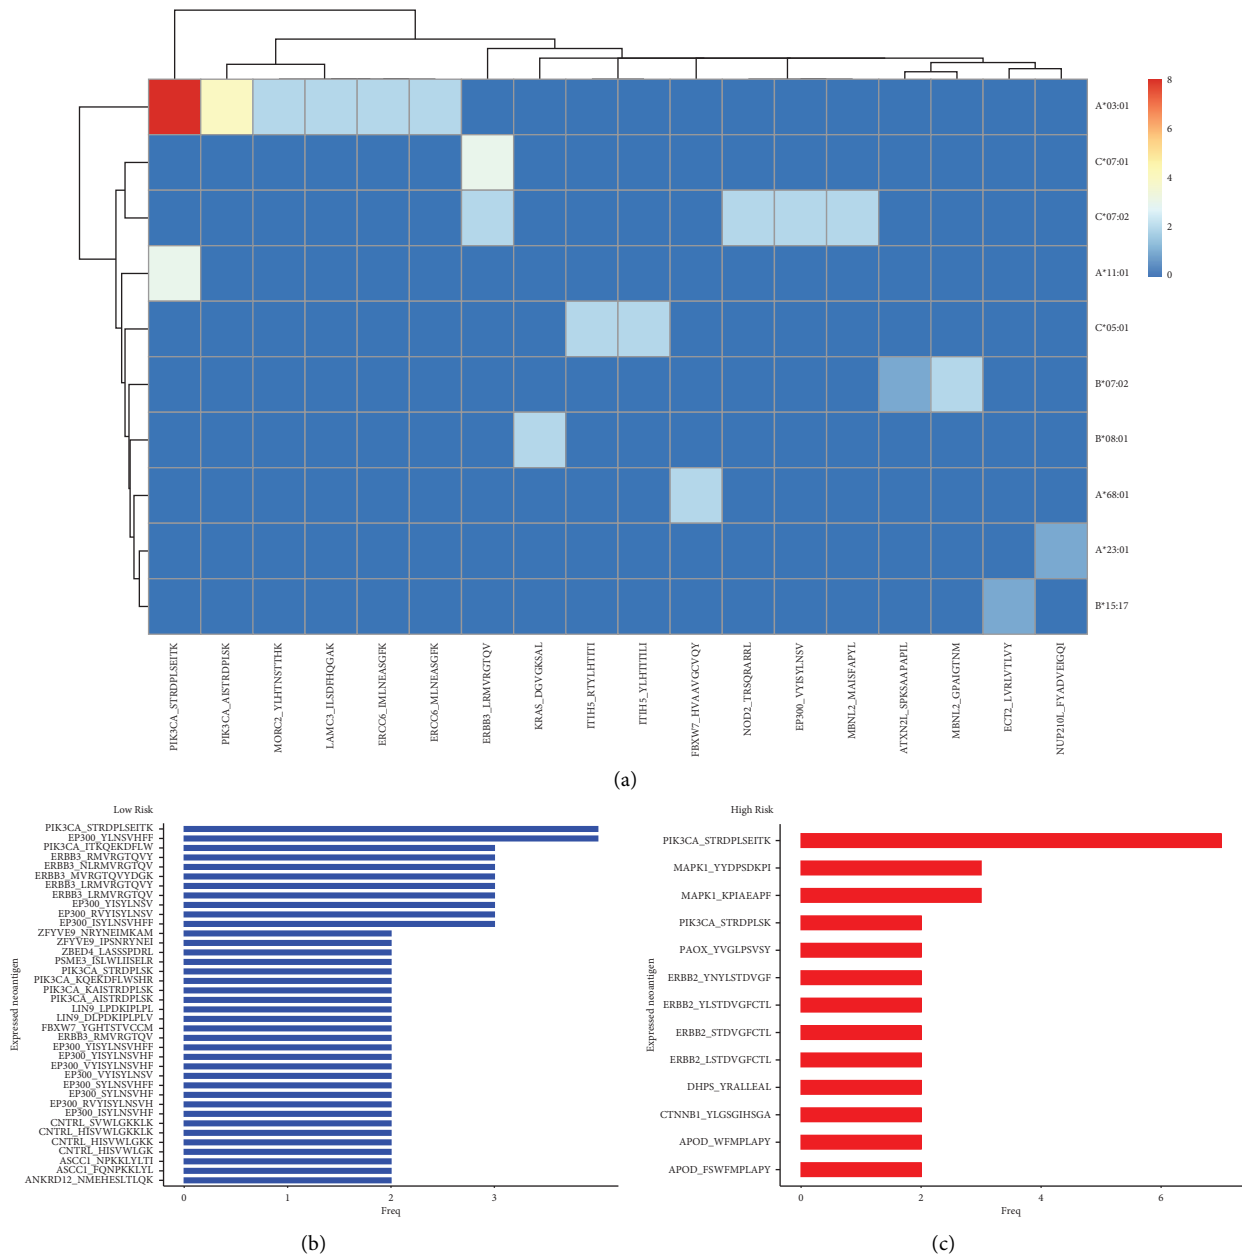 8
6
4
2
0
A*03:01
C*07:01
C*07:02
A*11:01
C*05:01
B*07:02
B*08:01
A*68:01
A*23:01
B*15:17
PIK3CA_STRDPLSEITK
PIK3CA_AISTRDPLSK
MORC2_YLHTNSTTHK
LAMC3_ILSDFHQGAK
ERCC6_IMLNEASGFK
ERCC6_MLNEASGFK
ERBB3_LRMVRGTQV
KRAS_DGVGKSAL
ITIH5_RTYLHTITI
ITIH5_YLHTITILI
FBXW7_HVAAVGCVQY
NOD2_TRSQRARRL
EP300_VYISYLNSV
MBNL2_MAISFAPYL
ATXN2L_SPKSAAPAPIL
MBNL2_GPAIGTNM
ECT2_LVRLVTLVY
NUP210L_FYADVEIGQI
(a)
Low Risk
Expressed neoantigen
PIK3CA_STRDPLSEITK
EP300_YLNSVHFF
PIK3CA_ITKQEKDFLW
ERBB3_RMVRGTQVY
ERBB3_NLRMVRGTQV
ERBB3_MVRGTQVYDGK
ERBB3_LRMVRGTQVY
ERBB3_LRMVRGTQV
EP300_YISYLNSV
EP300_RVYISYLNSV
EP300_ISYLNSVHFF
ZFYVE9_NRYNEIMKAM
ZFYVE9_IPSNRYNEI
ZBED4_LASSSPDRL
PSME3_ISLWLIISELR
PIK3CA_STRDPLSK
PIK3CA_KQEKDFLWSHR
PIK3CA_KAISTRDPLSK
PIK3CA_AISTRDPLSK
LIN9_LPDKIPLPL
LIN9_DLPDKIPLPLV
FBXW7_YGHTSTVCCM
ERBB3_RMVRGTQV
EP300_YISYLNSVHFF
EP300_YISYLNSVHF
EP300_VYISYLNSVHF
EP300_VYISYLNSV
EP300_SYLNSVHFF
EP300_SYLNSVHF
EP300_RVYISYLNSVH
EP300_ISYLNSVHF
CNTRL_SVWLGKKLK
CNTRL_HISVWLGKKL
CNTRL_HISVWLGKK
CNTRL_HISVWLGK
ASCC1_NPKKLYLTI
ASCC1_FQNPKKLYL
ANKRD12_NMEHESLTLQK
0
1
2
3
Freq
(b)
High Risk
Expressed neoantigen
PIK3CA_STRDPLSEITK
MAPK1_YYDPSDKPI
MAPK1_KPIAEAPF
PIK3CA_STRDPLSK
PAOX_YVGLPSVSY
ERBB2_YNYLSTDVGF
ERBB2_YLSTDVGFCTL
ERBB2_STDVGFCTL
ERBB2_LSTDVGFCTL
DHPS_YRALLEAL
CTNNB1_YLGSGIHSGA
APOD_WFMPLAPY
APOD_FSWFMPLAPY
0
2
4
6
Freq
(c)